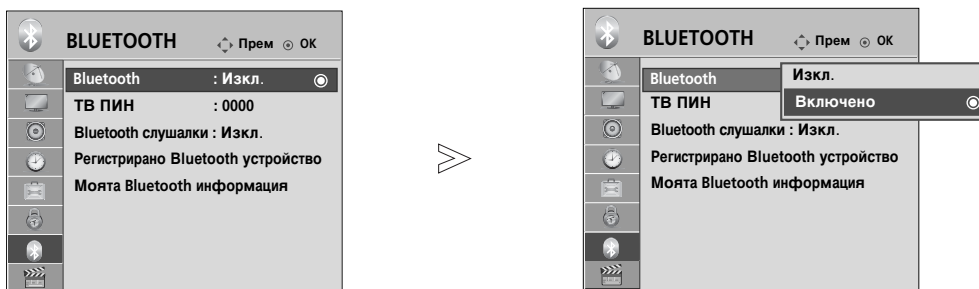 BLUETOOTH Прем OK
Bluetooth : Изкл.
ТВ ПИН : 0000
Bluetooth слушалки : Изкл.
Регистрирано Bluetooth устройство
Моята Bluetooth информация
BLUETOOTH Прем OK
Bluetooth
Изкл.
ТВ ПИН
Включено
Bluetooth слушалки : Изкл.
Регистрирано Bluetooth устройство
Моята Bluetooth информация